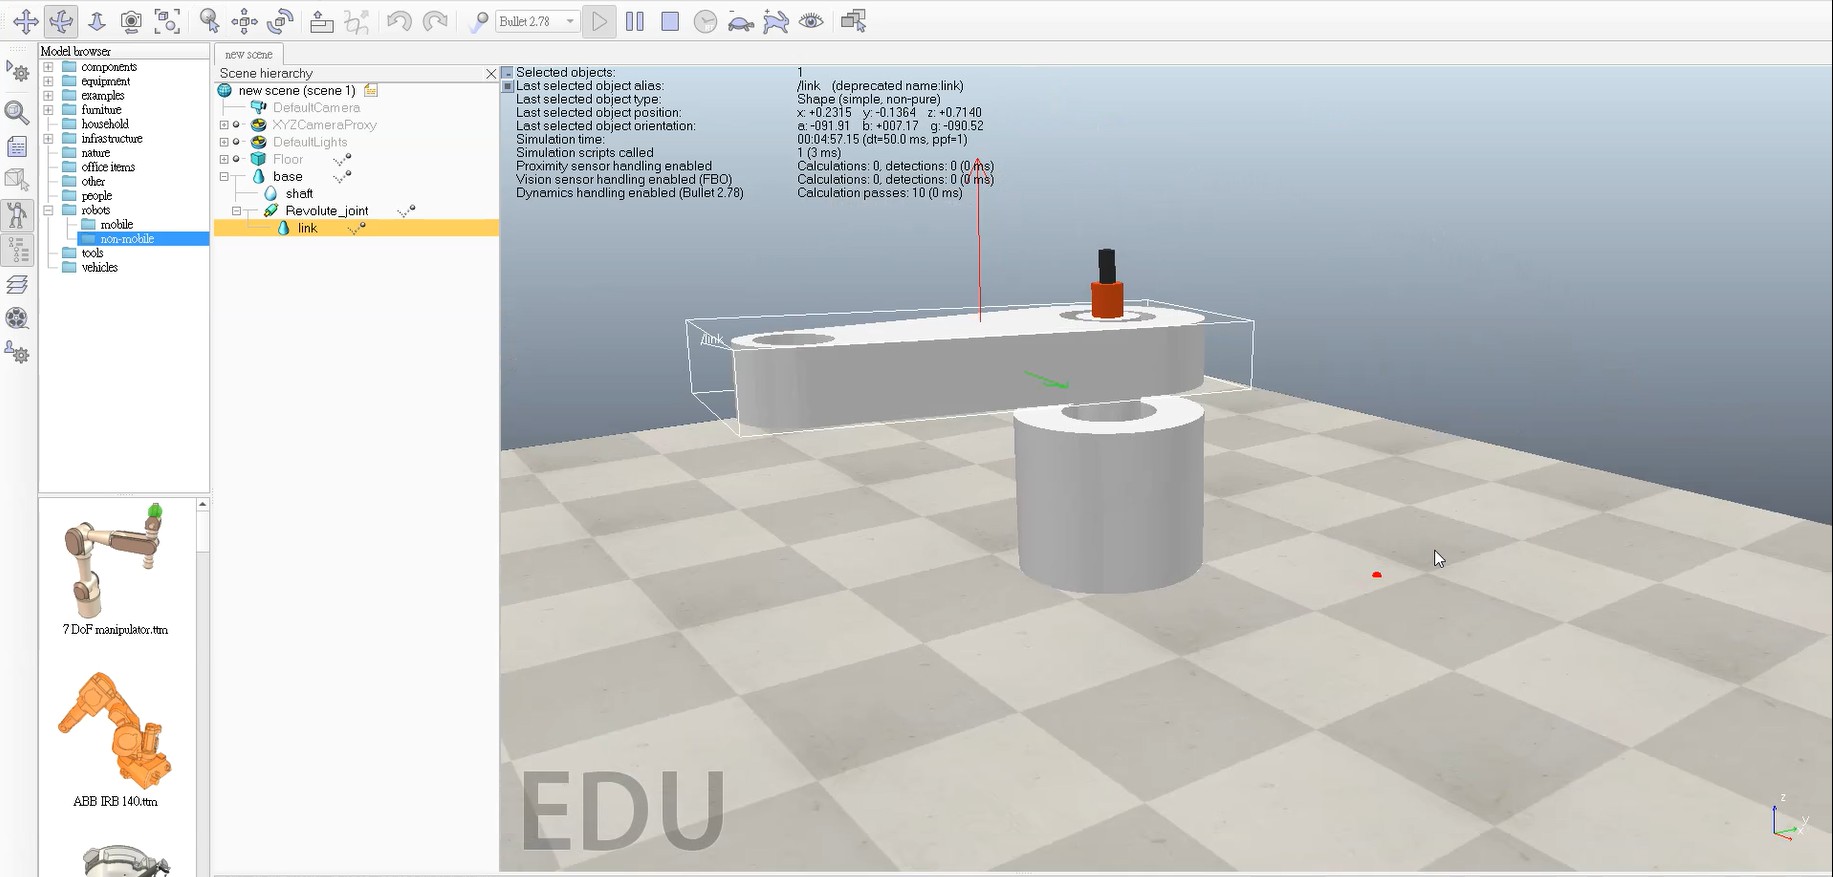 Bullet 2.78
Model browser
components
equipment
examples
furniture
household
infrastructure
nature
office items
other
people
robots
mobile
non-mobile
tools
vehicles
7 DoF manipulator.ttm
ABB IRB 140.ttm
new scene
Scene hierarchy
new scene (scene 1)
DefaultCamera
XYZCameraProxy
DefaultLights
Floor
base
shaft
Revolute_joint
link
Selected objects: 1
Last selected object alias: /link (deprecated name:link)
Last selected object type: Shape (simple, non-pure)
Last selected object position: x: +0.2315 y: -0.1364 z: +0.7140
Last selected object orientation: a: -091.91 b: +007.17 g: -090.52
Simulation time: 00:04:57.15 (dt=50.0 ms, ppf=1)
Simulation scripts called 1 (3 ms)
Proximity sensor handling enabled Calculations: 0, detections: 0 (0 ms)
Vision sensor handling enabled (FBO) Calculations: 0, detections: 0 (0 ms)
Dynamics handling enabled (Bullet 2.78) Calculation passes: 10 (0 ms)
/link
EDU
z
y
x